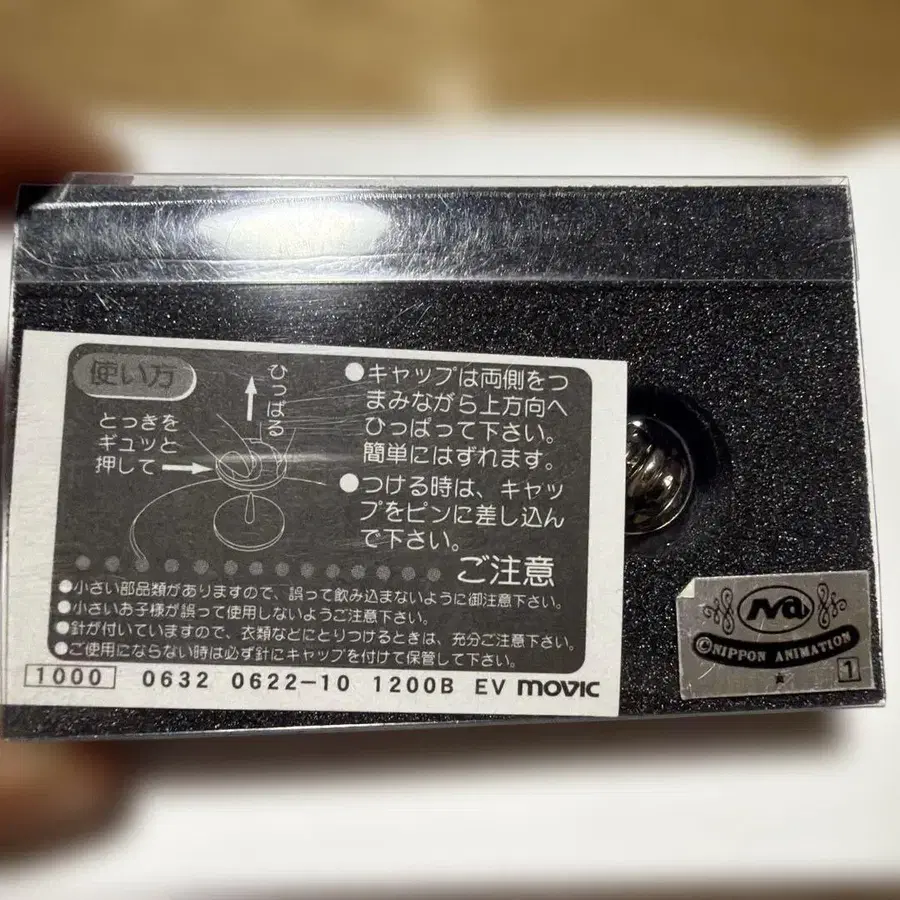 使い方
ひっぱる
とっきを
ギュッと
押して
●キャップは両側をつ
まみながら上方向へ
ひっぱって下さい。
簡単にはずれます。
●つける時は、キャッ
プをピンに差し込ん
で下さい。
ご注意
●小さい部品類がありますので、誤って飲み込まないように御注意下さい。
●小さいお子様が誤って使用しないようご注意下さい。
●針が付いていますので、衣類などにとりつけるときは、充分ご注意下さい。
●ご使用にならない時は必ず針にキャップを付けて保管して下さい。
1000 0632 0622-10 1200B EV movic
na
©NIPPON ANIMATION
★ 1